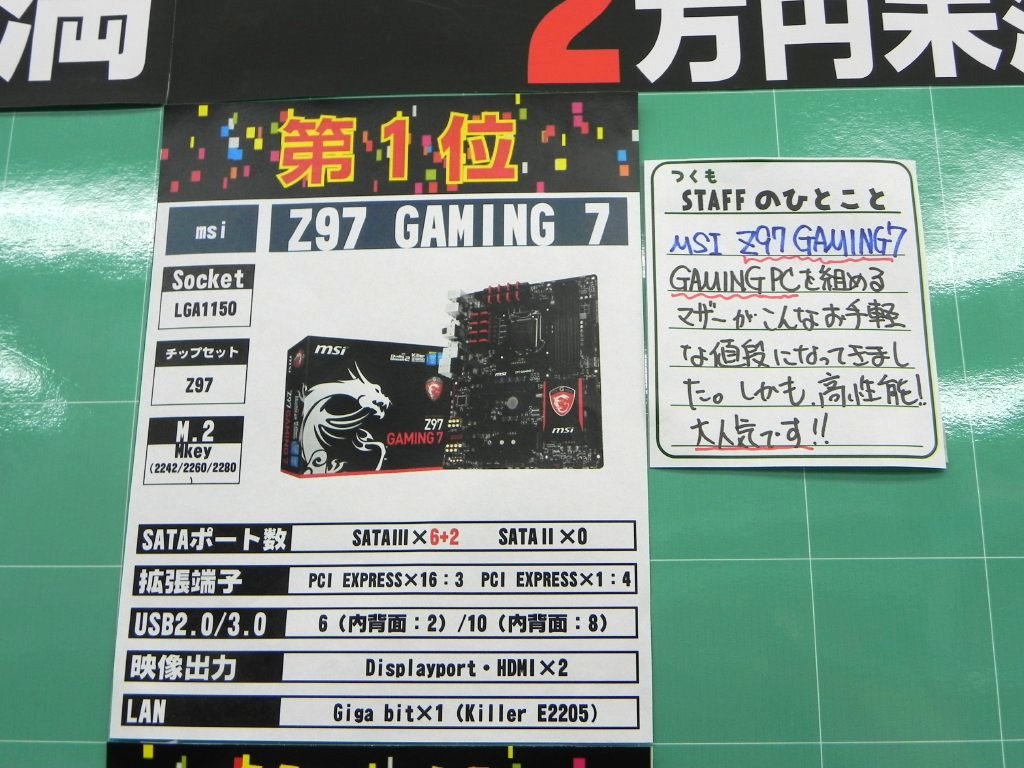 満
2万円未満
第1位
msi
Z97 GAMING 7
Socket
LGA1150
チップセット
Z97
M.2
Mkey
(2242/2260/2280
)
msi
Z97
GAMING 7
msi
SATAポート数 SATAIII×6+2 SATAII×0
拡張端子 PCI EXPRESS×16:3 PCI EXPRESS×1:4
USB2.0/3.0 6(内背面:2)/10(内背面:8)
映像出力 Displayport・HDMI×2
LAN Giga bit×1(Killer E2205)
つくも
STAFFのひとこと
MSI Z97 GAMING7
GAMING PCを組める
マザーがこんなお手軽
な値段になってきまし
た。しかも、高性能!!
大人気です!!